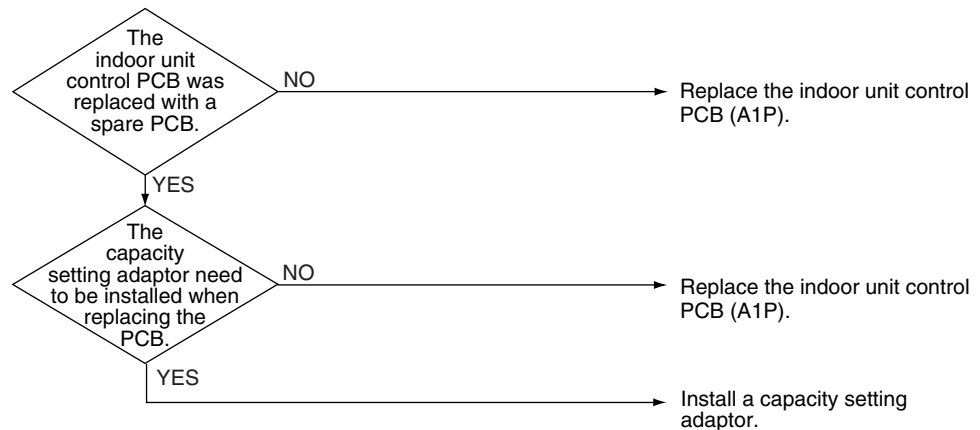 The
indoor unit
control PCB was
replaced with a
spare PCB.
NO
Replace the indoor unit control
PCB (A1P).
YES
The
capacity
setting adaptor need
to be installed when
replacing the
PCB.
NO
Replace the indoor unit control
PCB (A1P).
YES
Install a capacity setting
adaptor.